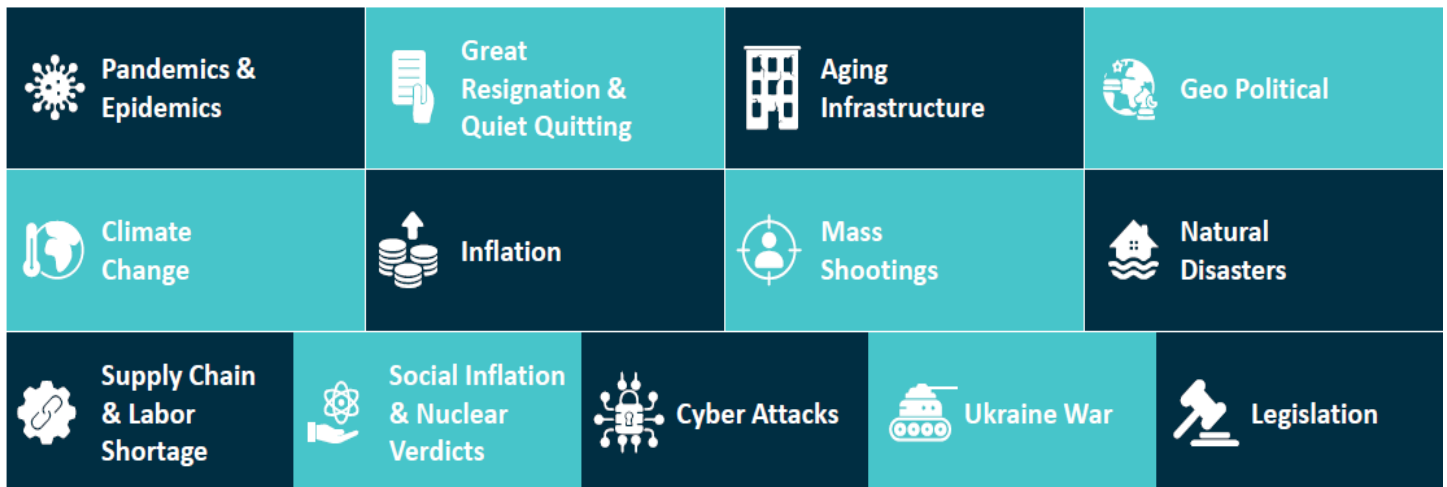 Pandemics &
Epidemics
Great
Resignation &
Quiet Quitting
Aging
Infrastructure
Geo Political
Climate
Change
Inflation
Mass
Shootings
Natural
Disasters
Supply Chain
& Labor
Shortage
Social Inflation
& Nuclear
Verdicts
Cyber Attacks
Ukraine War
Legislation